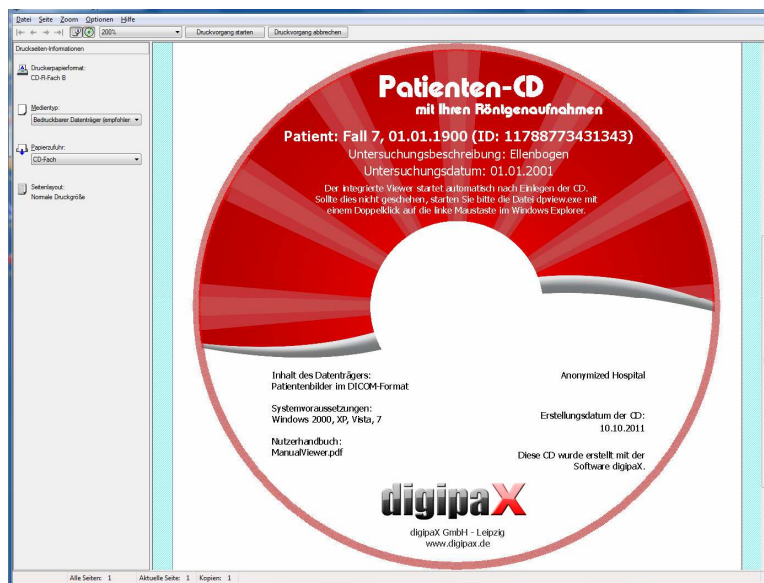 Datei Seite Zoom Optionen Hilfe
200% Druckvorgang starten Druckvorgang abbrechen
Druckseiten-Informationen
Druckerpapierformat:
CD-R-Fach B
Medientyp:
Bedruckbarer Datenträger (empfohlen
Papierzufuhr:
CD-Fach
Seitenlayout:
Normale Druckgröße
Patienten-CD
mit Ihren Röntgenaufnahmen
Patient: Fall 7, 01.01.1900 (ID: 11788773431343)
Untersuchungsbeschreibung: Ellenbogen
Untersuchungsdatum: 01.01.2001
Der integrierte Viewer startet automatisch nach Einlegen der CD.
Sollte dies nicht geschehen, starten Sie bitte die Datei dpview.exe mit
einem Doppelklick auf die linke Maustaste im Windows Explorer.
Inhalt des Datenträgers:
Patientenbilder im DICOM-Format
Systemvoraussetzungen:
Windows 2000, XP, Vista, 7
Nutzerhandbuch:
ManualViewer.pdf
Anonymized Hospital
Erstellungsdatum der CD:
10.10.2011
Diese CD wurde erstellt mit der
Software digipaX.
digipaX
digipaX GmbH - Leipzig
www.digipax.de
Alle Seiten: 1 Aktuelle Seite: 1 Kopien: 1